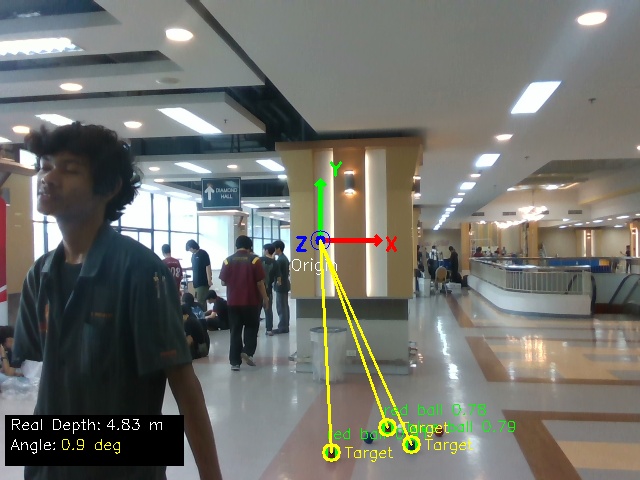 DIAMOND
HALL
Y
Z
X
Origin
red ball 0.78
ed ba
ball 0.79
Target
Target
Target
Real Depth: 4.83 m
Angle: 0.9 deg